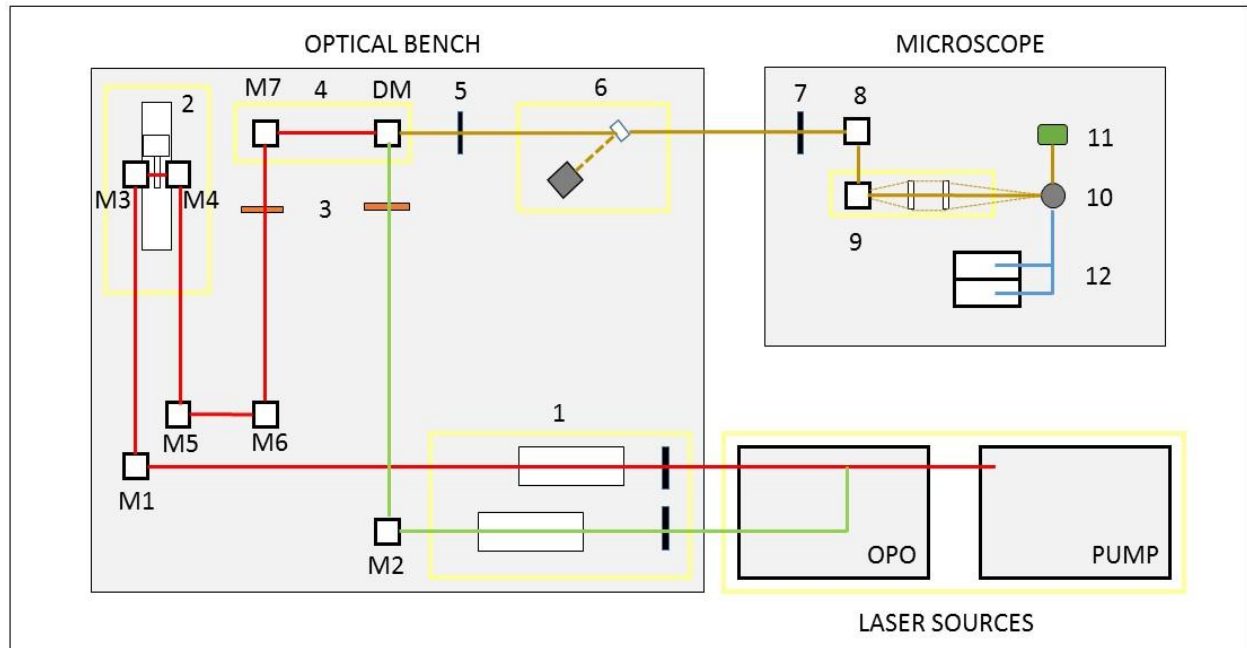 OPTICAL BENCH
MICROSCOPE
M7 4 DM 5 6 7 8
2
11
M3 M4
3
10
9
12
1
M5 M6
M1
OPO
PUMP
M2
LASER SOURCES